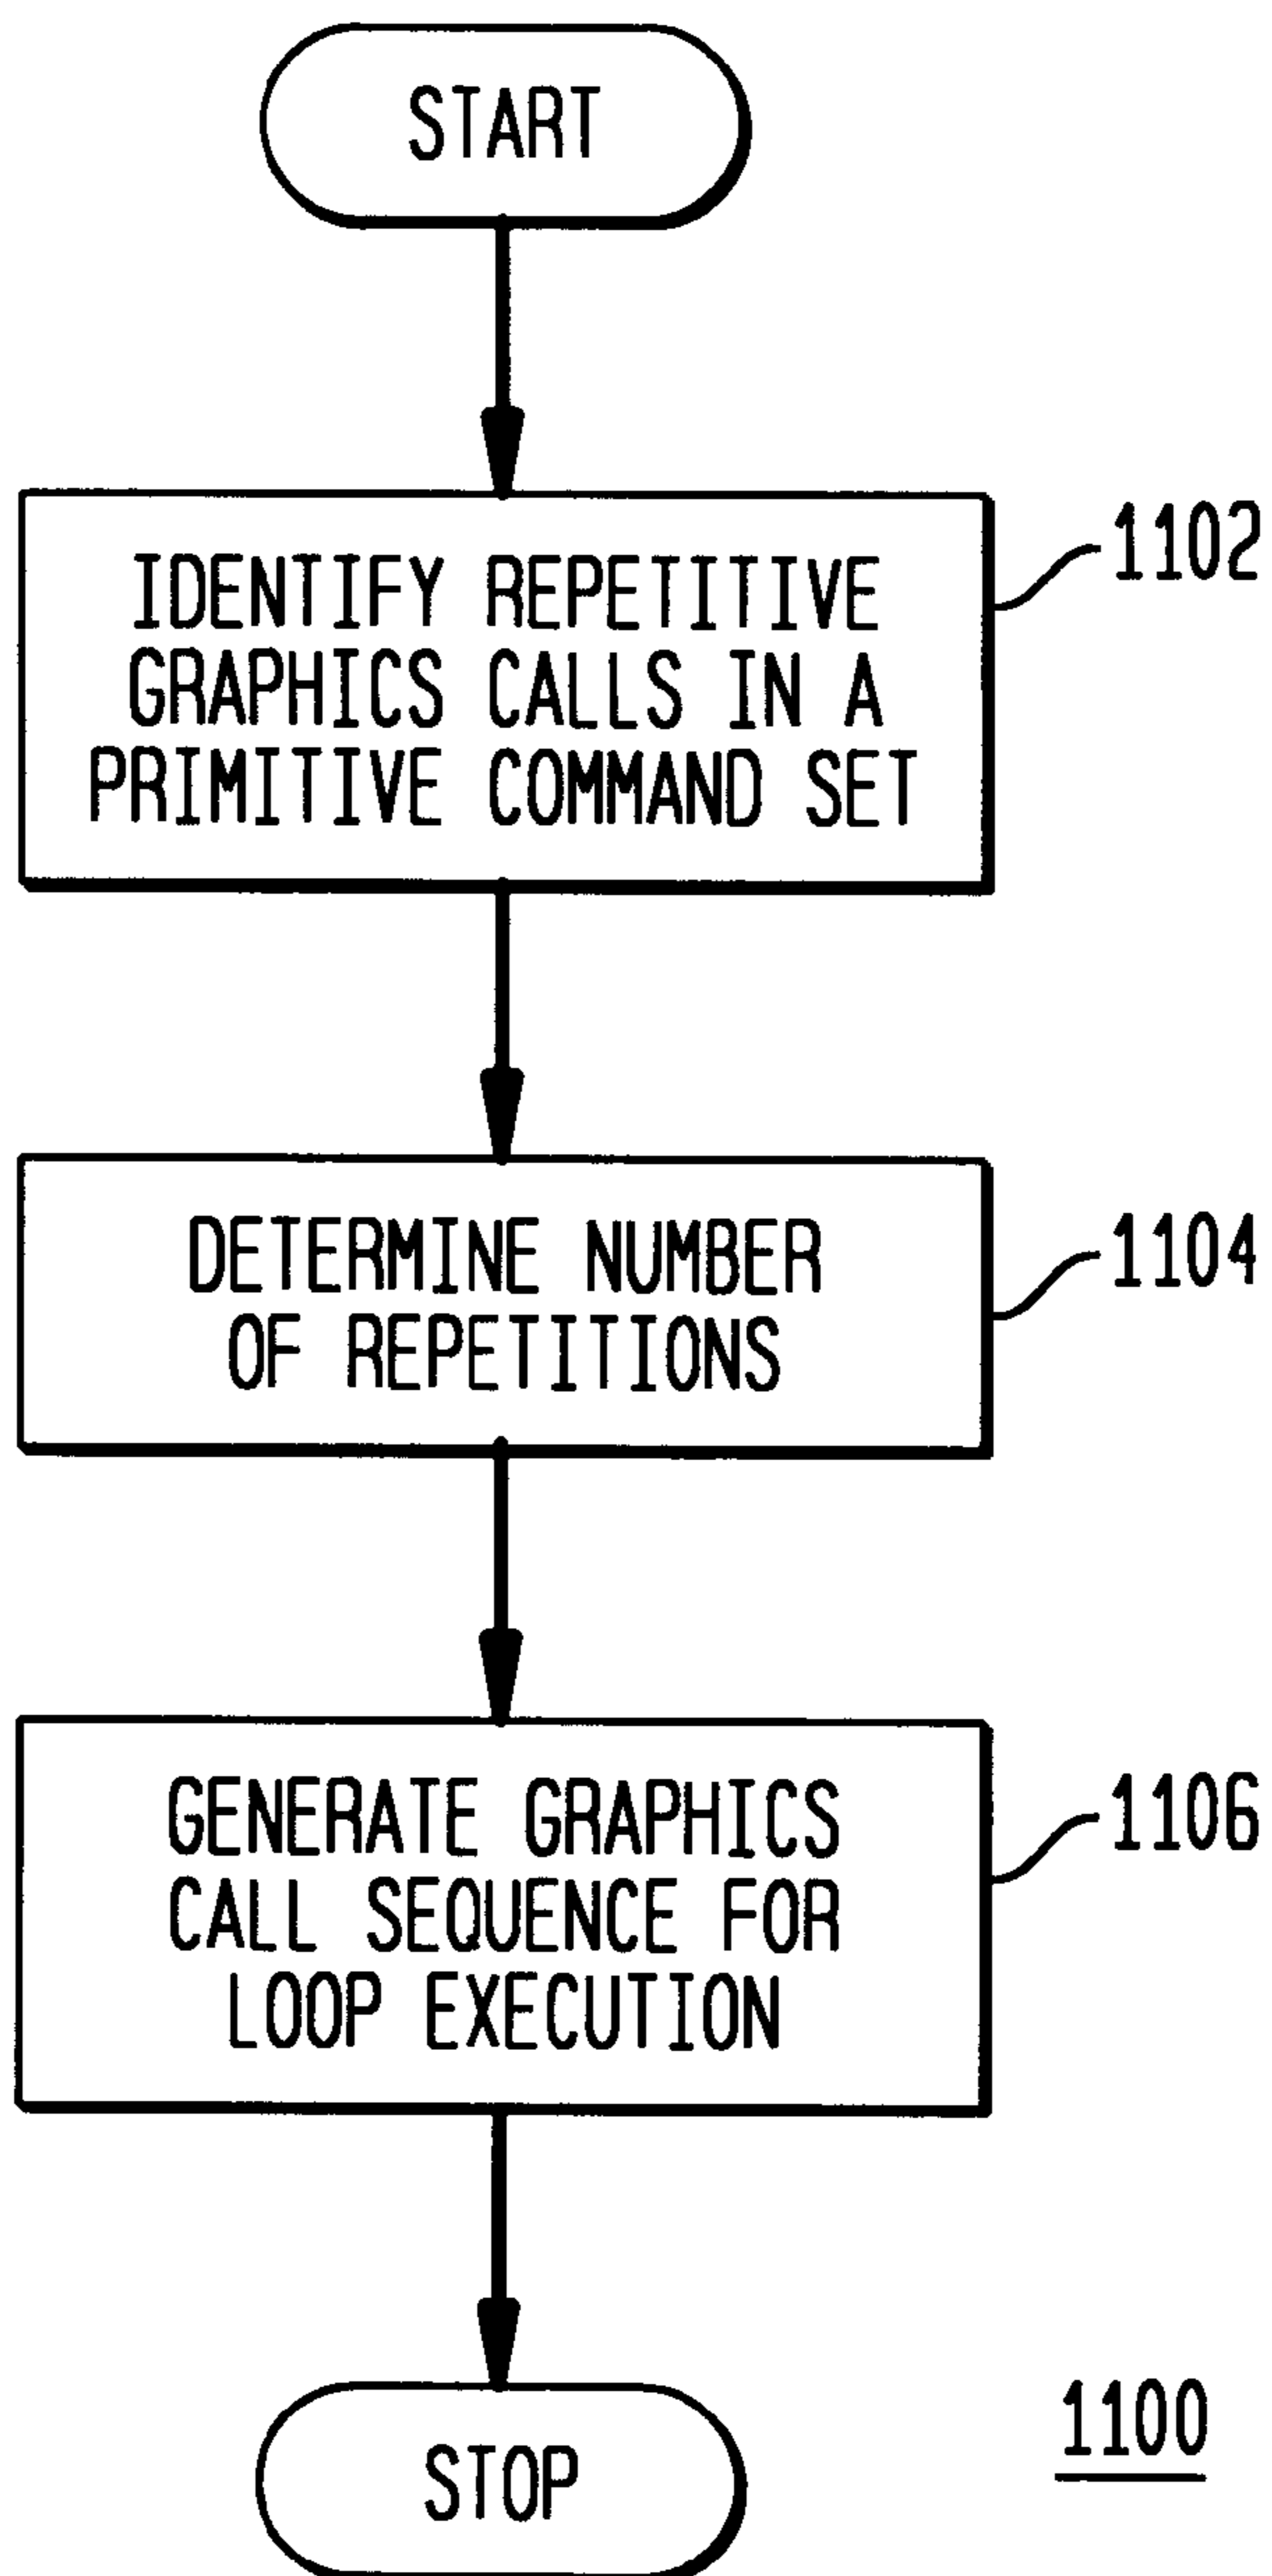 START
IDENTIFY REPETITIVE
GRAPHICS CALLS IN A
PRIMITIVE COMMAND SET
1102
DETERMINE NUMBER
OF REPETITIONS
1104
GENERATE GRAPHICS
CALL SEQUENCE FOR
LOOP EXECUTION
1106
STOP
1100